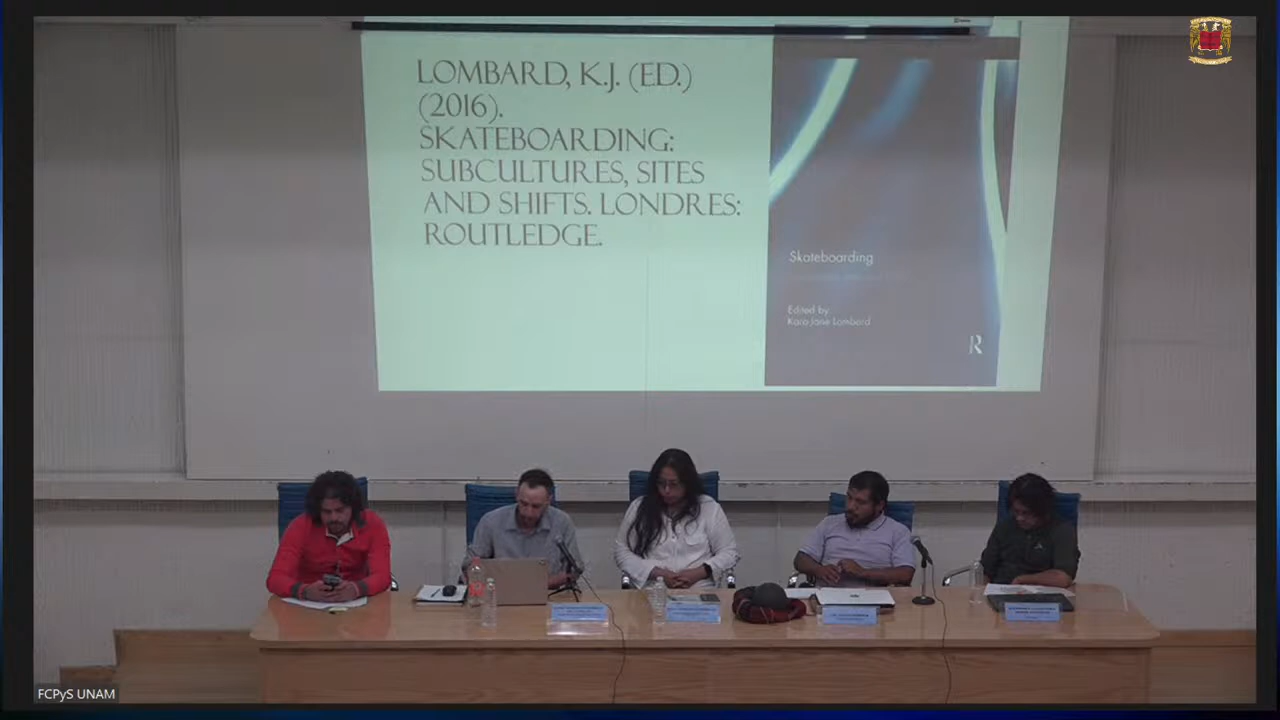 LOMBARD, K.J. (ED.)
(2016).
SKATEBOARDING:
SUBCULTURES, SITES
AND SHIFTS. LONDRES:
ROUTLEDGE.
Skateboarding
Edited by
Kara-Jane Lombard
R
FCPyS UNAM